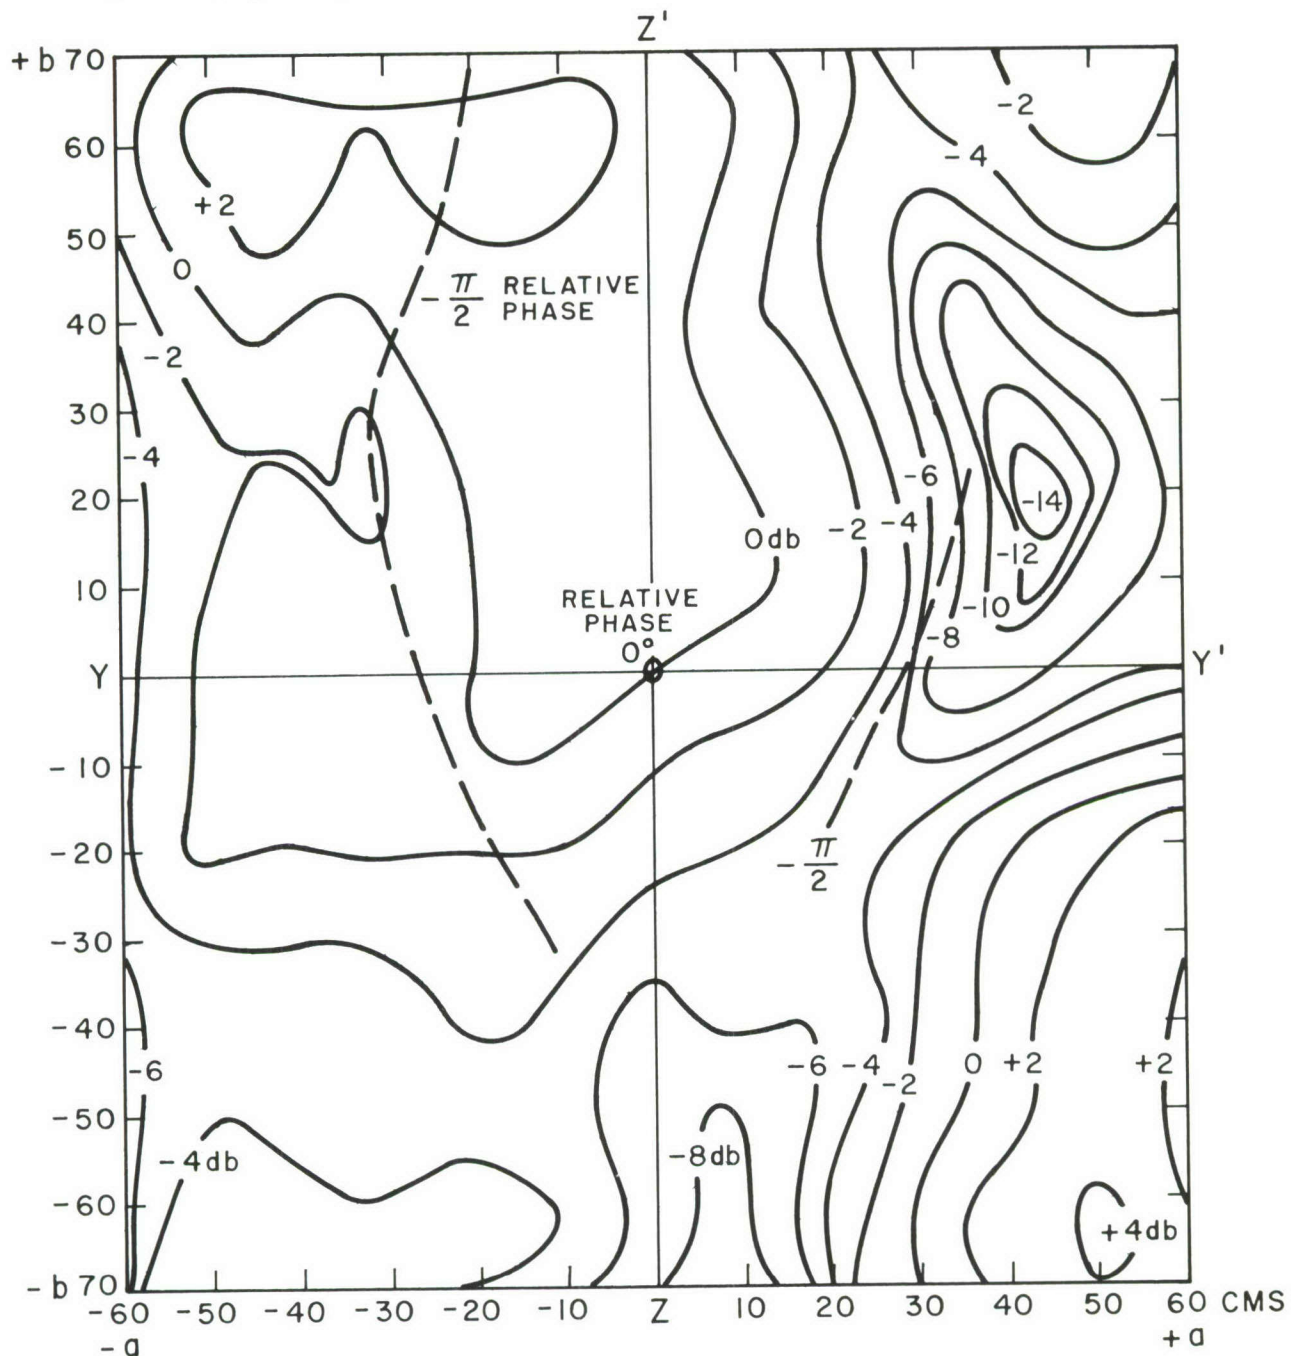 Z'
+b 70
-2
-4
60
+2
50
0
-π/2 RELATIVE PHASE
40
-2
30
-4
-6
20
-14
0db -2 -4
-12
10
RELATIVE
PHASE
0°
-10
-8
Y
Y'
-10
-20
-π/2
-30
-40
-6
-6 -4 -2 0 +2 +2
-50
-4db
-8db
-60
+4db
-b 70
-60 -50 -40 -30 -20 -10 Z 10 20 30 40 50 60 CMS
-a
+a